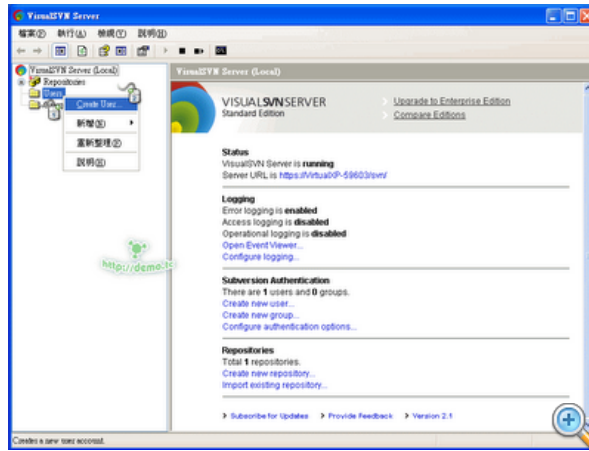 VisualSVN Server
檔案(F) 執行(A) 檢視(V) 說明(H)
VisualSVN Server (Local)
Repositories
Users
Create User...
新增(N)
重新整理(F)
說明(H)
VisualSVN Server (Local)
VISUALSVNSERVER
Standard Edition
Upgrade to Enterprise Edition
Compare Editions
Status
VisualSVN Server is running
Server URL is https://VirtualXP-59603/svn/
Logging
Error logging is enabled
Access logging is disabled
Operational logging is disabled
Open Event Viewer...
Configure logging...
Subversion Authentication
There are 1 users and 0 groups.
Create new user...
Create new group...
Configure authentication options...
Repositories
Total 1 repositories.
Create new repository...
Import existing repository...
Subscribe for Updates Provide Feedback Version 2.1
http://demo.tc
Creates a new user account.